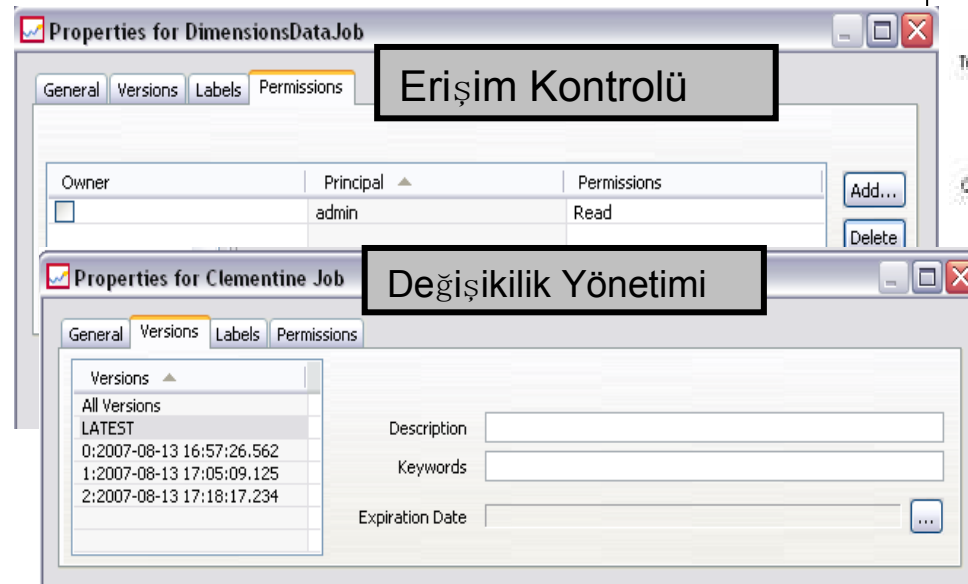 Properties for DimensionsDataJob
Erişim Kontrolü
General Versions Labels Permissions
Owner Principal Permissions
admin Read
Add...
Delete
Properties for Clementine Job
Değişikilik Yönetimi
General Versions Labels Permissions
Versions
All Versions
LATEST
0:2007-08-13 16:57:26.562
1:2007-08-13 17:05:09.125
2:2007-08-13 17:18:17.234
Description
Keywords
Expiration Date
...